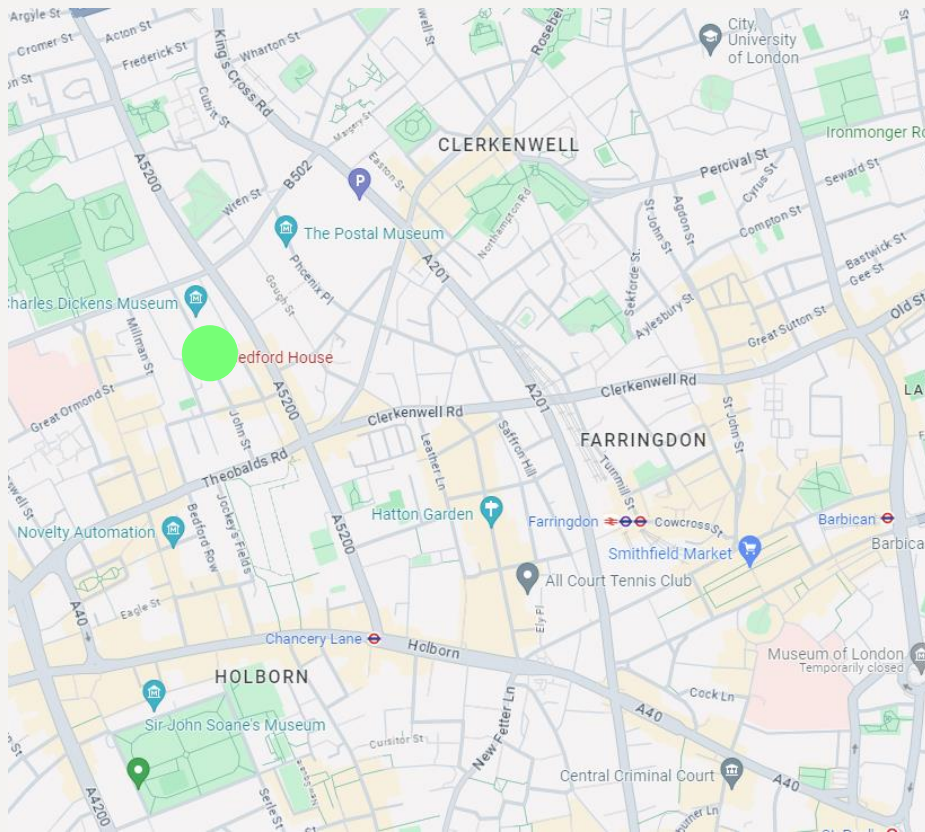 Argyle St
Acton St
Cromer St
Frederick St
Wharton St
King's Cross Rd
Cubitt St
Margery St
City,
University
of London
CLERKENWELL
Ironmonger
Percival St
Seward St
A5200
B502
Easton St
P
Wren St
Northampton Rd
St John St
Agdon St
Cyrus St
Compton St
The Postal Museum
A201
Phoenix Pl
Gough St
Sekforde St.
Bastwick St
Gee St
Charles Dickens Museum
Millman St
Aylesbury St
Great Sutton St
Old St
edford House
Great Ormond St
A5200
Clerkenwell Rd
A201
Clerkenwell Rd
John St
St John St
Theobalds Rd
Leather Ln
Saffron Hill
FARRINGDON
Turnmill St
Jockey's Fields
Bedford Row
Novelty Automation
A5200
Hatton Garden
Farringdon
Cowcross St
Barbican
Smithfield Market
All Court Tennis Club
Ely Pl
Eagle St
A40
Chancery Lane
Holborn
HOLBORN
Museum of London
Temporarily closed
Sir John Soane's Museum
New Fetter Ln
Cock Ln
A40
Cursitor St
Central Criminal Court
A40
A4200
Serle St